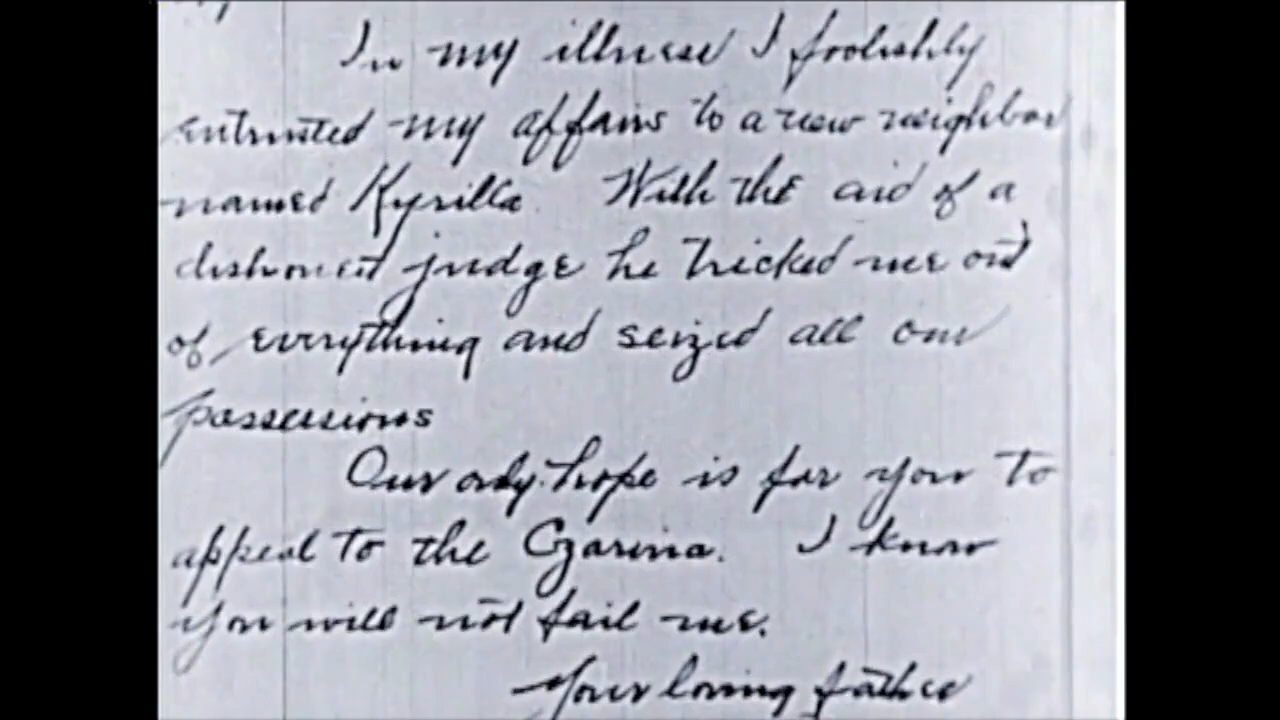 In my illness I foolishly
entrusted my affairs to a new neighbor
named Kyrilla. With the aid of a
dishonest judge he tricked me out
of everything and seized all our
possessions
Our only hope is for you to
appeal to the Czarina. I know
you will not fail me.
Your loving father